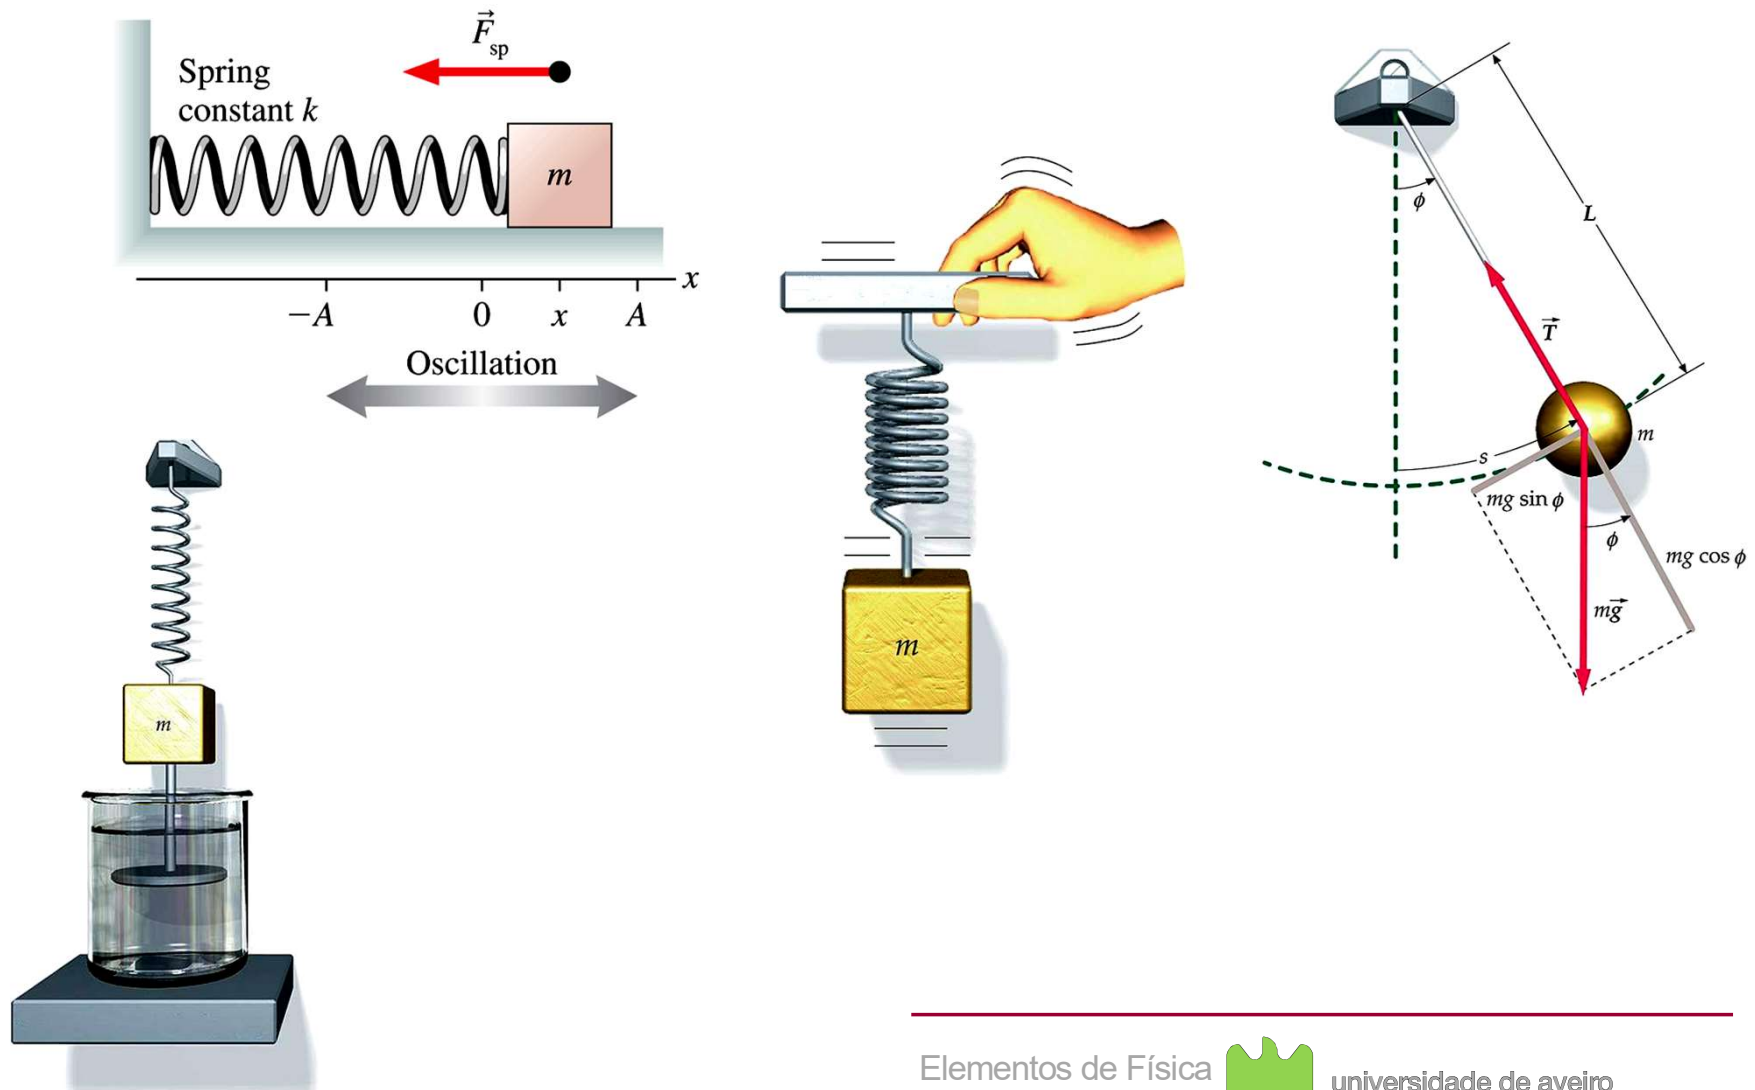 F⃗sp
Spring
constant k
m
x
−A 0 x A
Oscillation
m
m
ϕ
L
T⃗
m
s
mg sin ϕ
ϕ
mg cos ϕ
mg⃗
Elementos de Física
universidade de aveiro